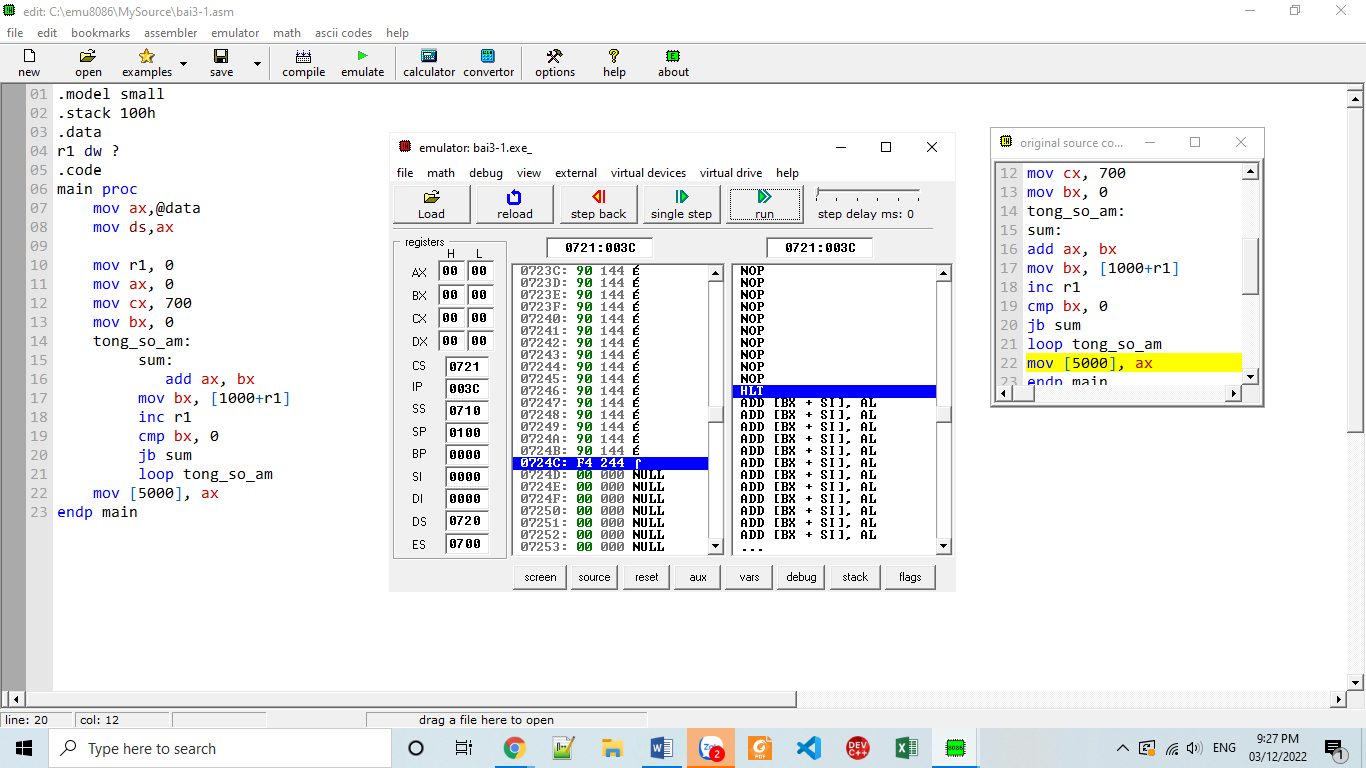 edit: C:\emu8086\MySource\bai3-1.asm
file edit bookmarks assembler emulator math ascii codes help
new open examples save compile emulate calculator convertor options help about
01 .model small
02 .stack 100h
03 .data
04 r1 dw ?
05 .code
06 main proc
07 mov ax,@data
08 mov ds,ax
09
10 mov r1, 0
11 mov ax, 0
12 mov cx, 700
13 mov bx, 0
14 tong_so_am:
15 sum:
16 add ax, bx
17 mov bx, [1000+r1]
18 inc r1
19 cmp bx, 0
20 jb sum
21 loop tong_so_am
22 mov [5000], ax
23 endp main
emulator: bai3-1.exe_
file math debug view external virtual devices virtual drive help
Load reload step back single step run step delay ms: 0
registers
H L
AX 00 00
BX 00 00
CX 00 00
DX 00 00
CS 0721
IP 003C
SS 0710
SP 0100
BP 0000
SI 0000
DI 0000
DS 0720
ES 0700
0721:003C
0723C: 90 144 É
0723D: 90 144 É
0723E: 90 144 É
0723F: 90 144 É
07240: 90 144 É
07241: 90 144 É
07242: 90 144 É
07243: 90 144 É
07244: 90 144 É
07245: 90 144 É
07246: 90 144 É
07247: 90 144 É
07248: 90 144 É
07249: 90 144 É
0724A: 90 144 É
0724B: 90 144 É
0724C: F4 244 ⌠
0724D: 00 000 NULL
0724E: 00 000 NULL
0724F: 00 000 NULL
07250: 00 000 NULL
07251: 00 000 NULL
07252: 00 000 NULL
07253: 00 000 NULL
0721:003C
NOP
NOP
NOP
NOP
NOP
NOP
NOP
NOP
NOP
NOP
HLT
ADD [BX + SI], AL
ADD [BX + SI], AL
ADD [BX + SI], AL
ADD [BX + SI], AL
ADD [BX + SI], AL
ADD [BX + SI], AL
ADD [BX + SI], AL
ADD [BX + SI], AL
ADD [BX + SI], AL
ADD [BX + SI], AL
ADD [BX + SI], AL
ADD [BX + SI], AL
...
screen source reset aux vars debug stack flags
original source co...
12 mov cx, 700
13 mov bx, 0
14 tong_so_am:
15 sum:
16 add ax, bx
17 mov bx, [1000+r1]
18 inc r1
19 cmp bx, 0
20 jb sum
21 loop tong_so_am
22 mov [5000], ax
23 endp main
line: 20 col: 12 drag a file here to open
Type here to search
2
PDF
DEV
C++
8086
ENG
9:27 PM
03/12/2022
1